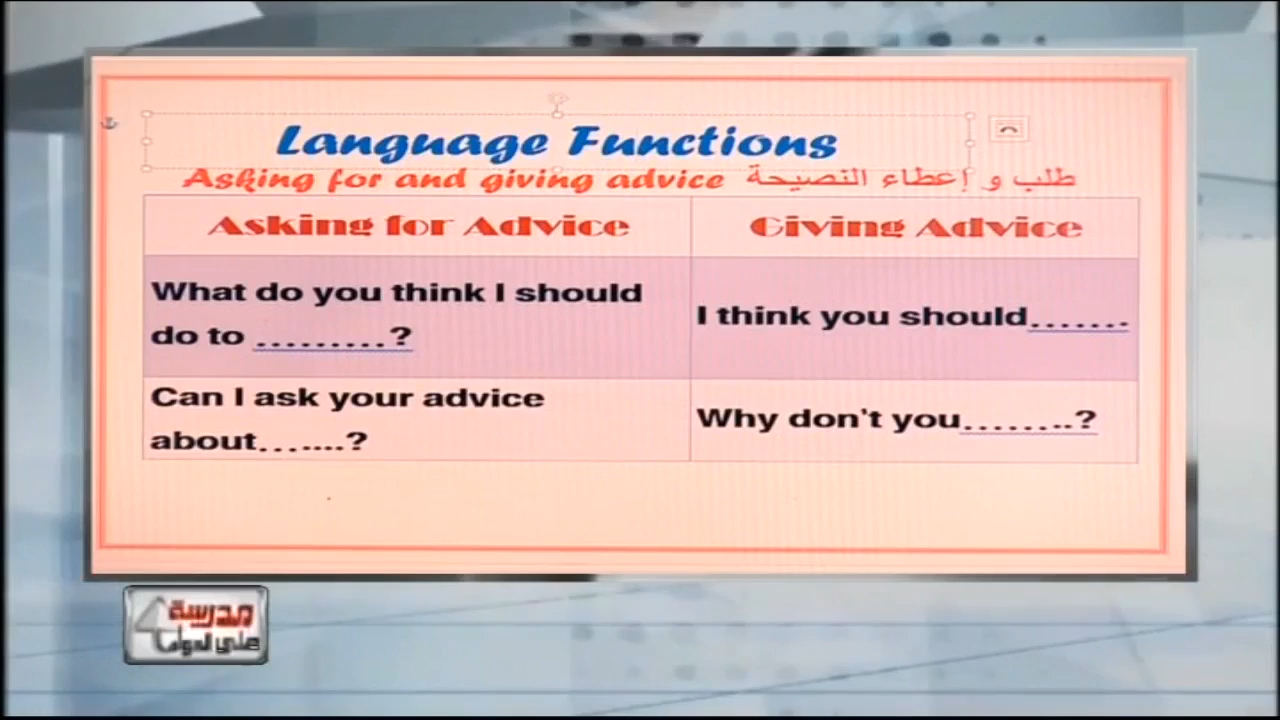 Language Functions
Asking for and giving advice طلب و إعطاء النصيحة
Asking for Advice
Giving Advice
What do you think I should
do to .........?
I think you should.......
Can I ask your advice
about.......?
Why don't you........?
مدرسة
على الهواء